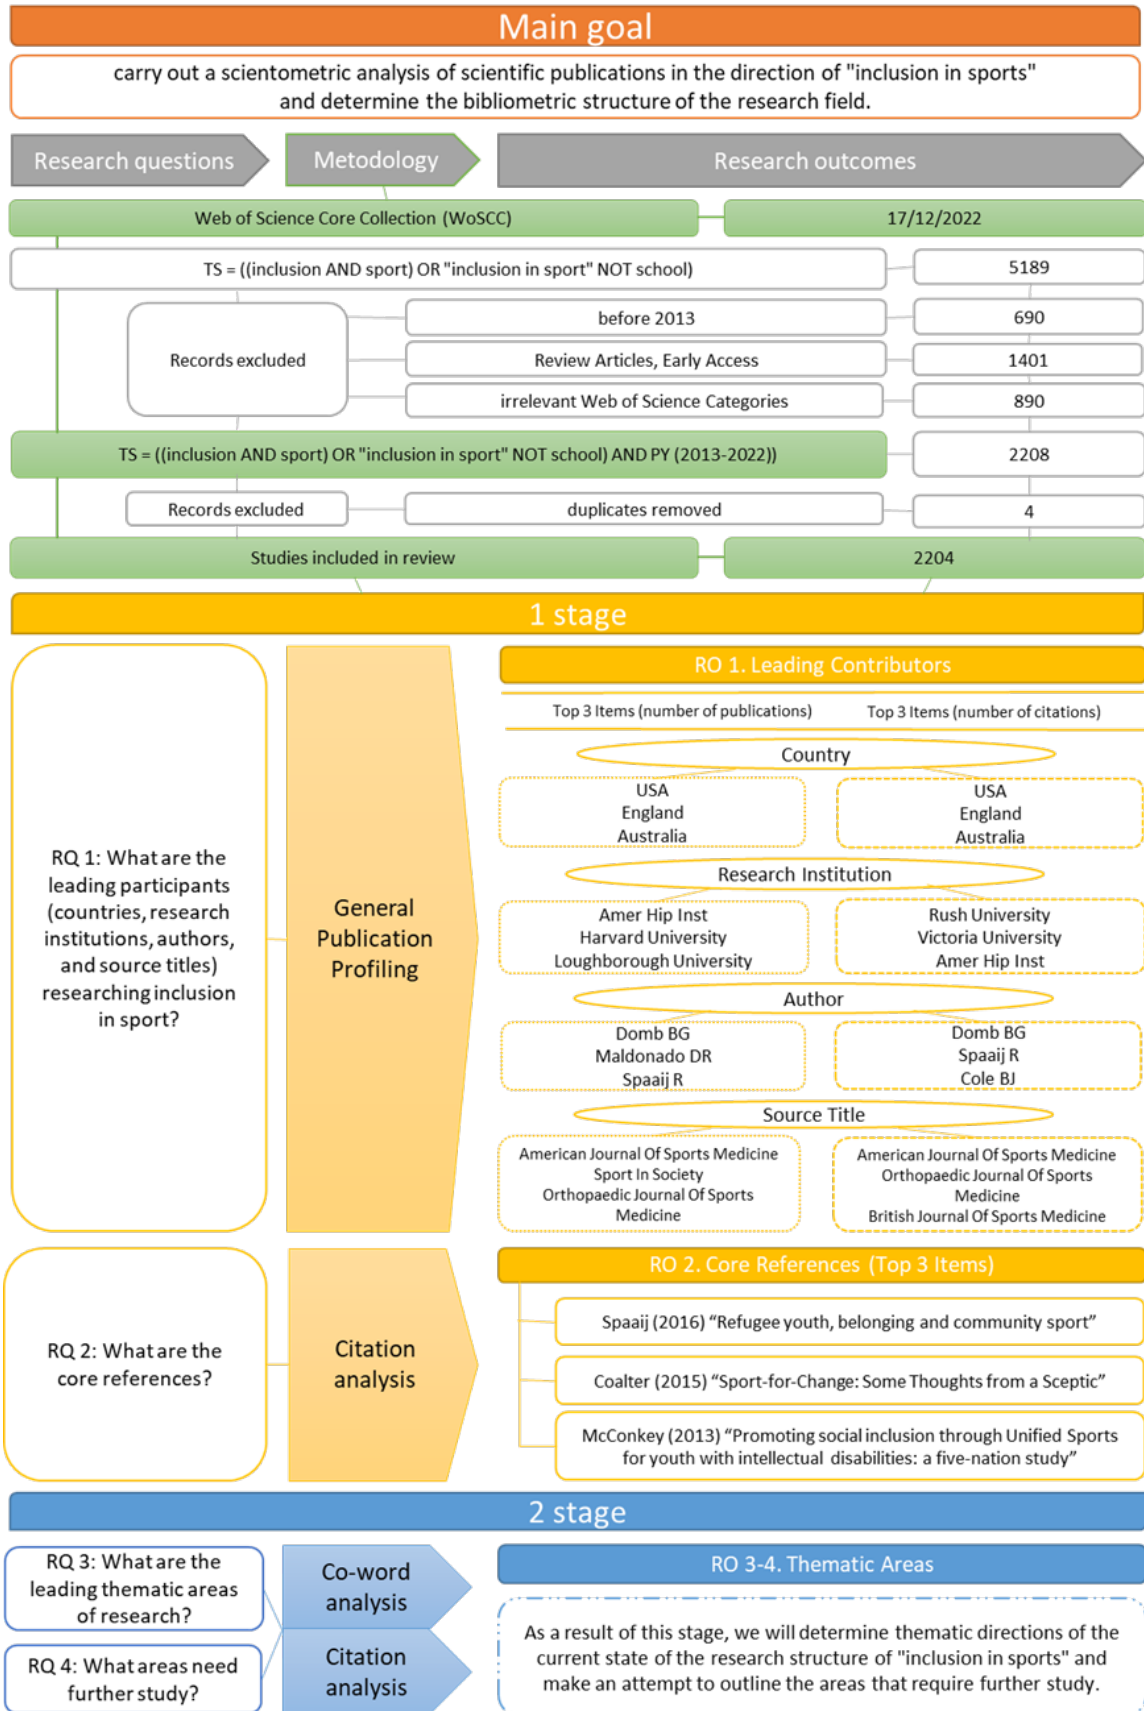 Main goal
carry out a scientometric analysis of scientific publications in the direction of "inclusion in sports"
and determine the bibliometric structure of the research field.
Research questions
Metodology
Research outcomes
Web of Science Core Collection (WoSCC)
17/12/2022
TS = ((inclusion AND sport) OR "inclusion in sport" NOT school)
5189
Records excluded
before 2013
690
Review Articles, Early Access
1401
irrelevant Web of Science Categories
890
TS = ((inclusion AND sport) OR "inclusion in sport" NOT school) AND PY (2013-2022))
2208
Records excluded
duplicates removed
4
Studies included in review
2204
1 stage
RQ 1: What are the
leading participants
(countries, research
institutions, authors,
and source titles)
researching inclusion
in sport?
General
Publication
Profiling
RO 1. Leading Contributors
Top 3 Items (number of publications)
Top 3 Items (number of citations)
Country
USA
England
Australia
USA
England
Australia
Research Institution
Amer Hip Inst
Harvard University
Loughborough University
Rush University
Victoria University
Amer Hip Inst
Author
Domb BG
Maldonado DR
Spaaij R
Domb BG
Spaaij R
Cole BJ
Source Title
American Journal Of Sports Medicine
Sport In Society
Orthopaedic Journal Of Sports
Medicine
American Journal Of Sports Medicine
Orthopaedic Journal Of Sports
Medicine
British Journal Of Sports Medicine
RQ 2: What are the
core references?
Citation
analysis
RO 2. Core References (Top 3 Items)
Spaaij (2016) “Refugee youth, belonging and community sport”
Coalter (2015) “Sport-for-Change: Some Thoughts from a Sceptic”
McConkey (2013) “Promoting social inclusion through Unified Sports
for youth with intellectual disabilities: a five-nation study”
2 stage
RQ 3: What are the
leading thematic areas
of research?
RQ 4: What areas need
further study?
Co-word
analysis
Citation
analysis
RO 3-4. Thematic Areas
As a result of this stage, we will determine thematic directions of the
current state of the research structure of "inclusion in sports" and
make an attempt to outline the areas that require further study.